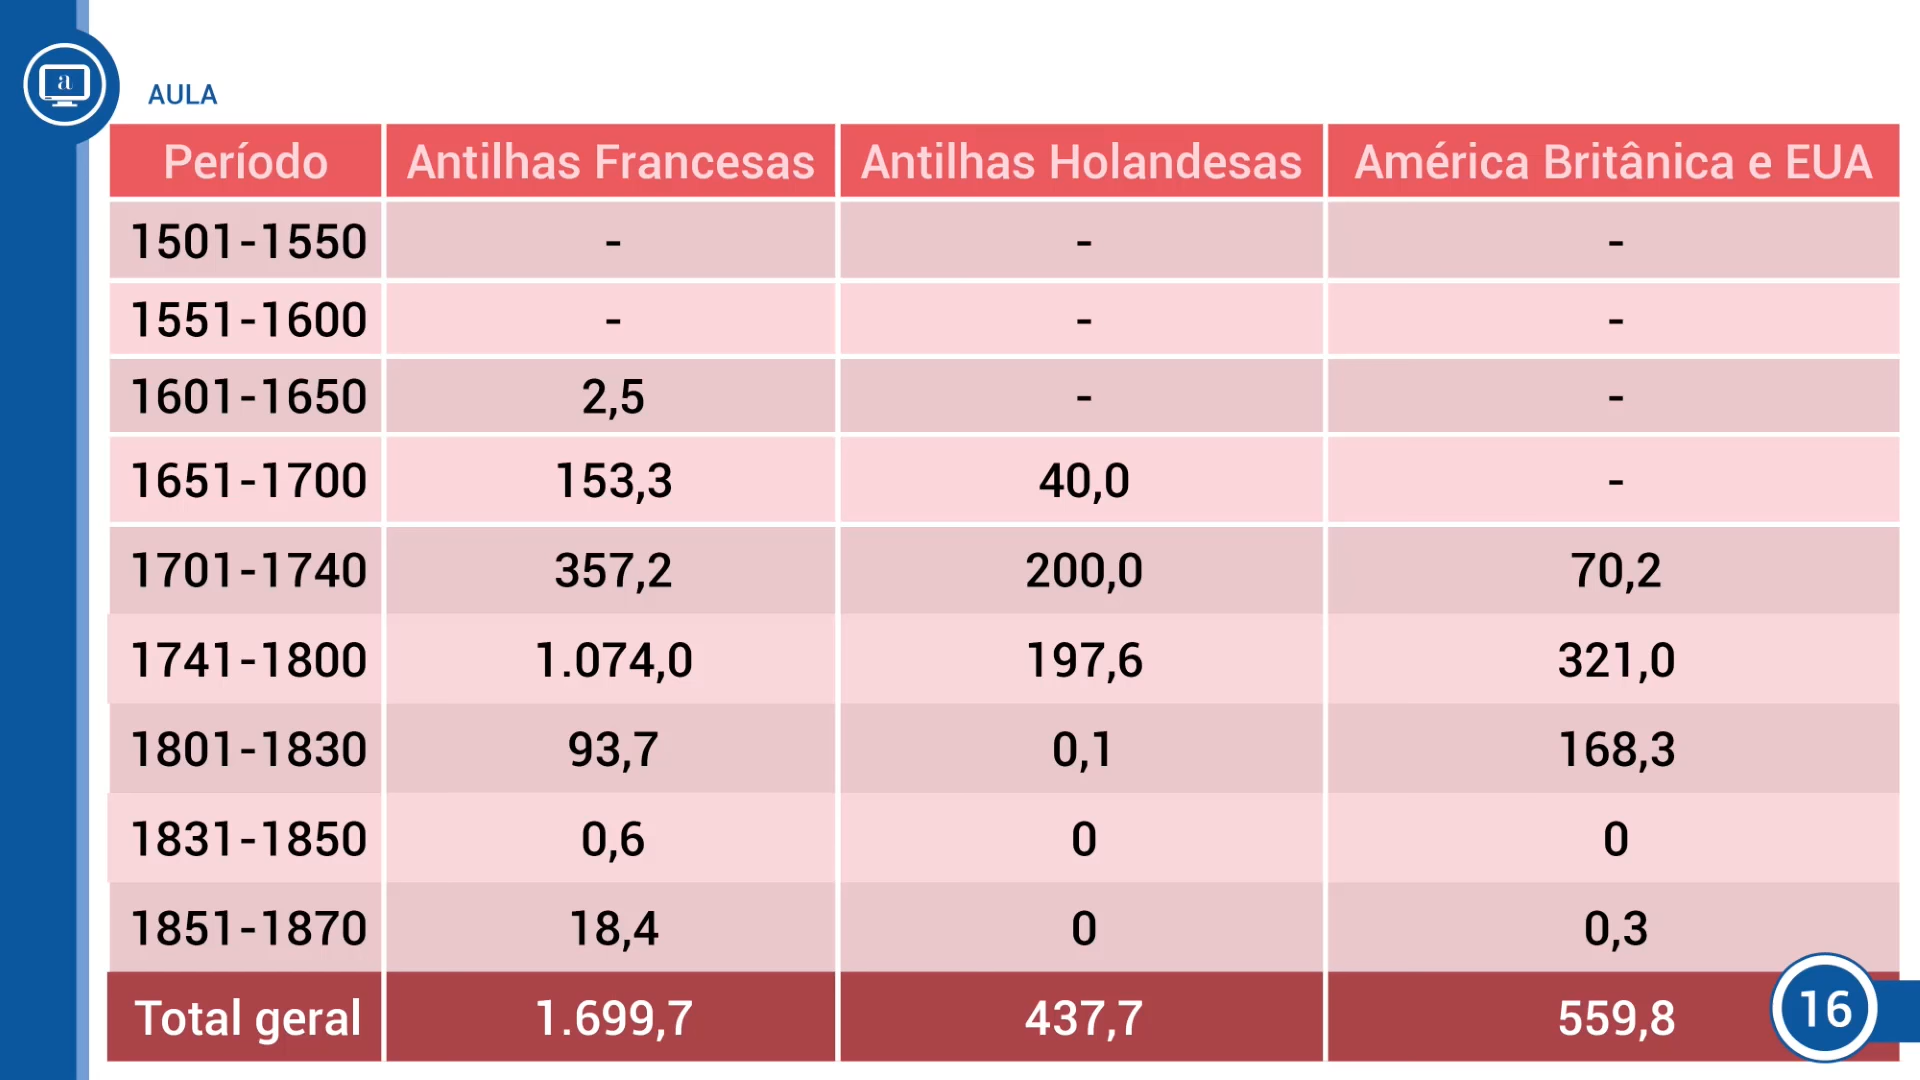 a
AULA
Período Antilhas Francesas Antilhas Holandesas América Britânica e EUA
1501-1550 - - -
1551-1600 - - -
1601-1650 2,5 - -
1651-1700 153,3 40,0 -
1701-1740 357,2 200,0 70,2
1741-1800 1.074,0 197,6 321,0
1801-1830 93,7 0,1 168,3
1831-1850 0,6 0 0
1851-1870 18,4 0 0,3
Total geral 1.699,7 437,7 559,8
16